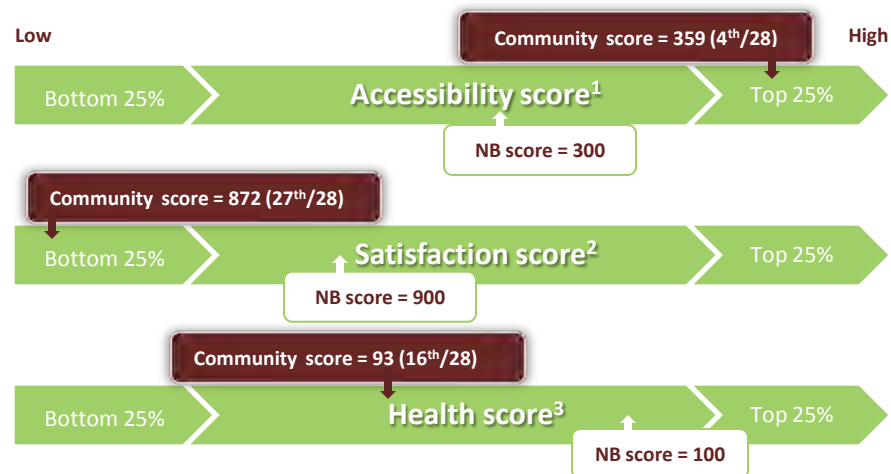 Low
High
Community score = 359 (4th/28)
Bottom 25%
Accessibility score1
Top 25%
NB score = 300
Community score = 872 (27th/28)
Bottom 25%
Satisfaction score2
Top 25%
NB score = 900
Community score = 93 (16th/28)
Bottom 25%
Health score3
Top 25%
NB score = 100